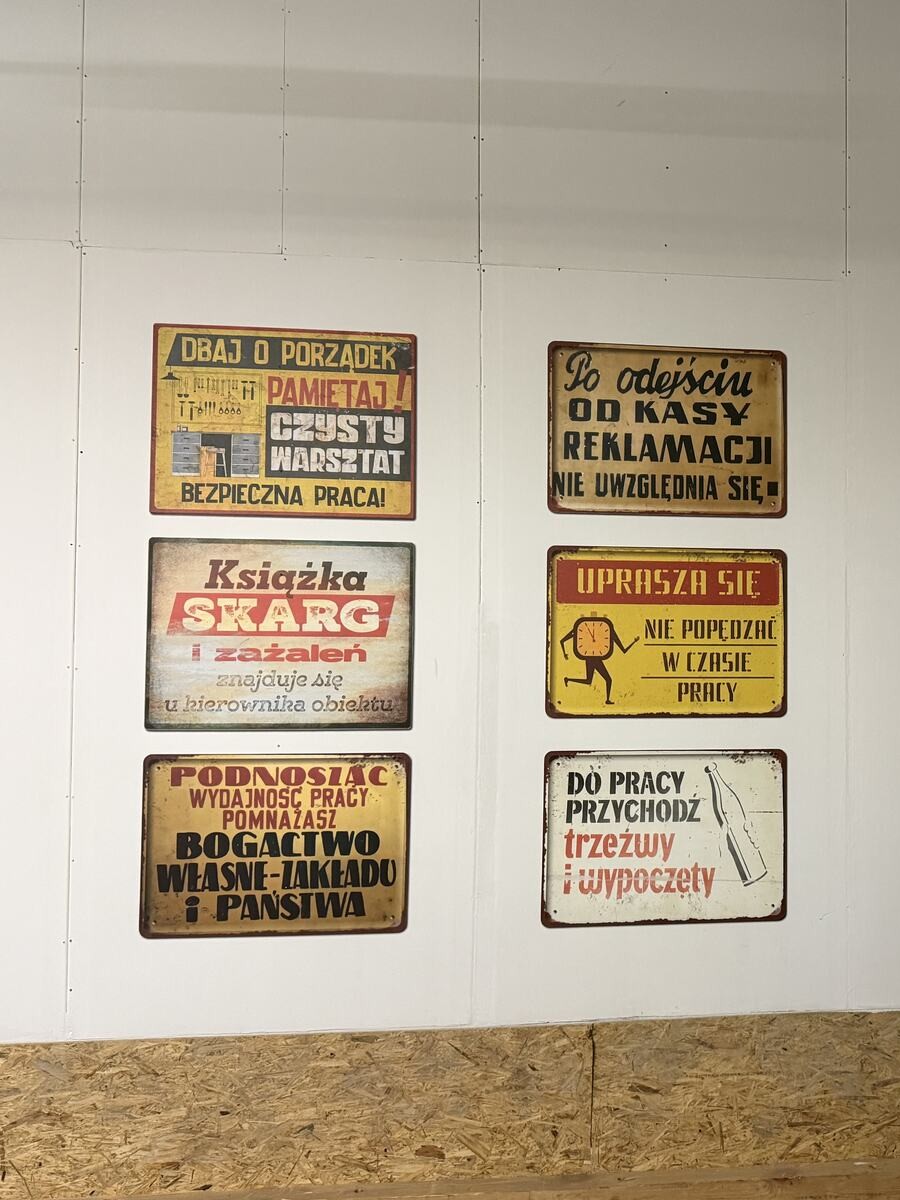 DBAJ O PORZĄDEK
PAMIĘTAJ!
CZYSTY
WARSZTAT
BEZPIECZNA PRACA!
Książka
SKARG
i zażaleń
znajduje się
u kierownika obiektu
PODNOSZĄC
WYDAJNOŚĆ PRACY
POMNAŻASZ
BOGACTWO
WŁASNE-ZAKŁADU
i PAŃSTWA
Po odejściu
OD KASY
REKLAMACJI
NIE UWZGLĘDNIA SIĘ.
UPRASZA SIĘ
NIE POPĘDZAĆ
W CZASIE
PRACY
DO PRACY
PRZYCHODŹ
trzeźwy
i wypoczęty